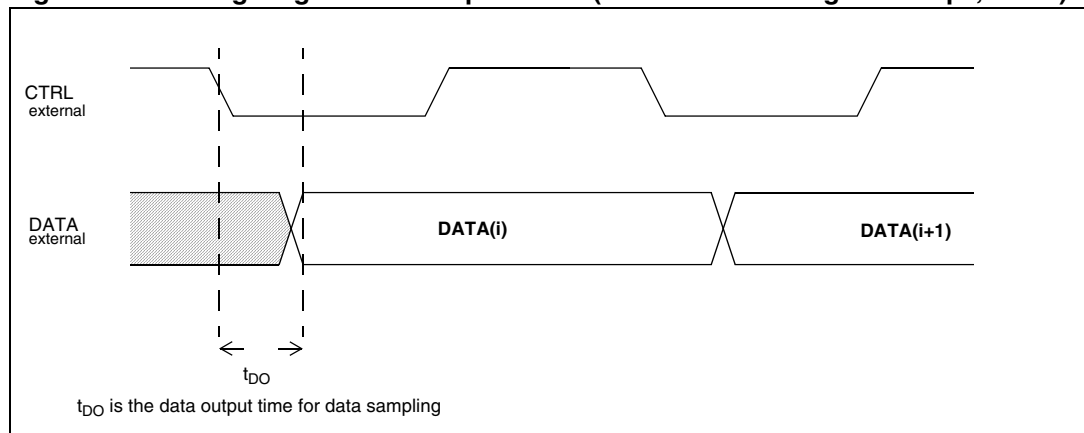 CTRL
external
DATA
external
DATA(i)
DATA(i+1)
tDO
tDO is the data output time for data sampling